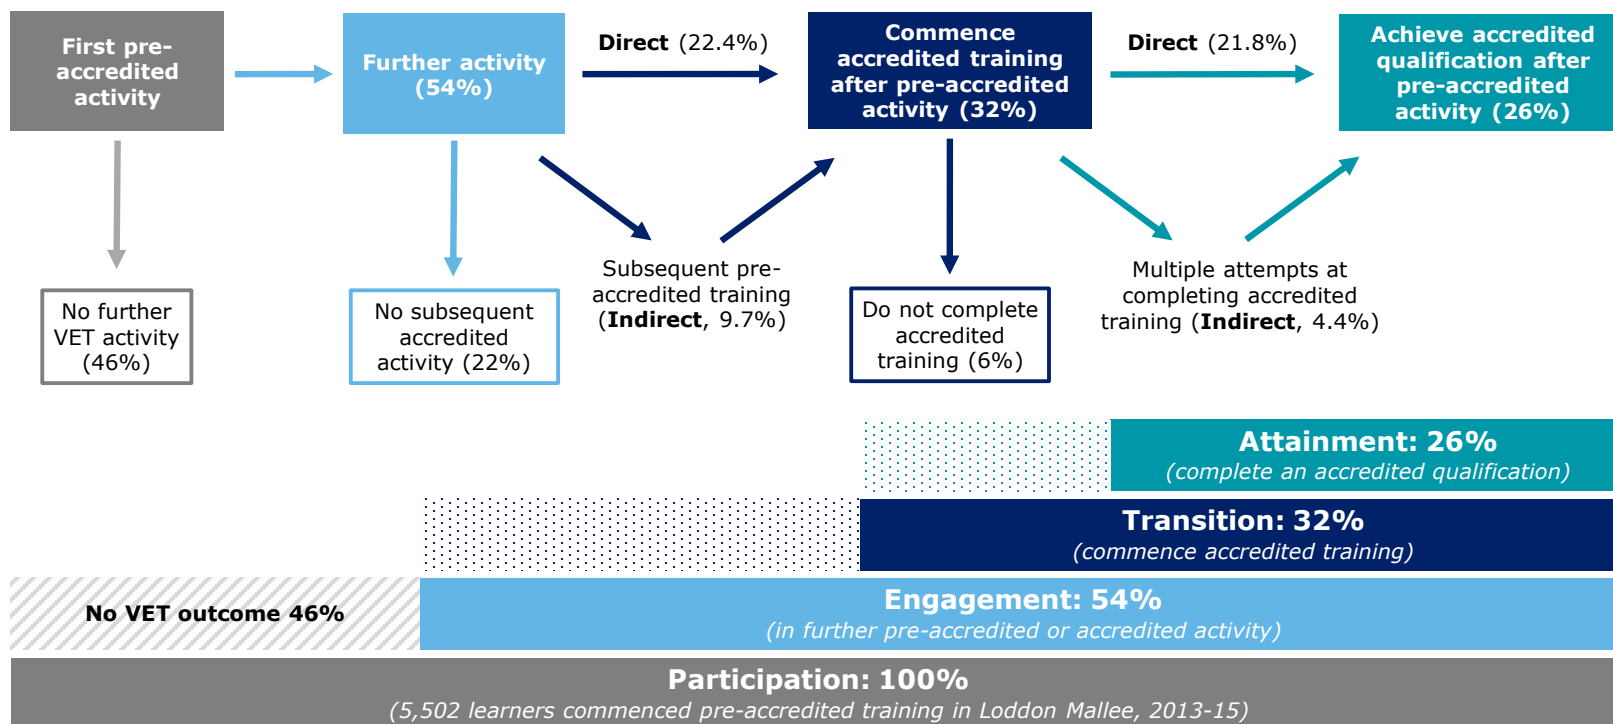 First pre-
accredited
activity
Further activity
(54%)
Direct (22.4%)
Commence
accredited training
after pre-accredited
activity (32%)
Direct (21.8%)
Achieve accredited
qualification after
pre-accredited
activity (26%)
No further
VET activity
(46%)
No subsequent
accredited
activity (22%)
Subsequent pre-
accredited training
(Indirect, 9.7%)
Do not complete
accredited
training (6%)
Multiple attempts at
completing accredited
training (Indirect, 4.4%)
Attainment: 26%
(complete an accredited qualification)
Transition: 32%
(commence accredited training)
No VET outcome 46%
Engagement: 54%
(in further pre-accredited or accredited activity)
Participation: 100%
(5,502 learners commenced pre-accredited training in Loddon Mallee, 2013-15)